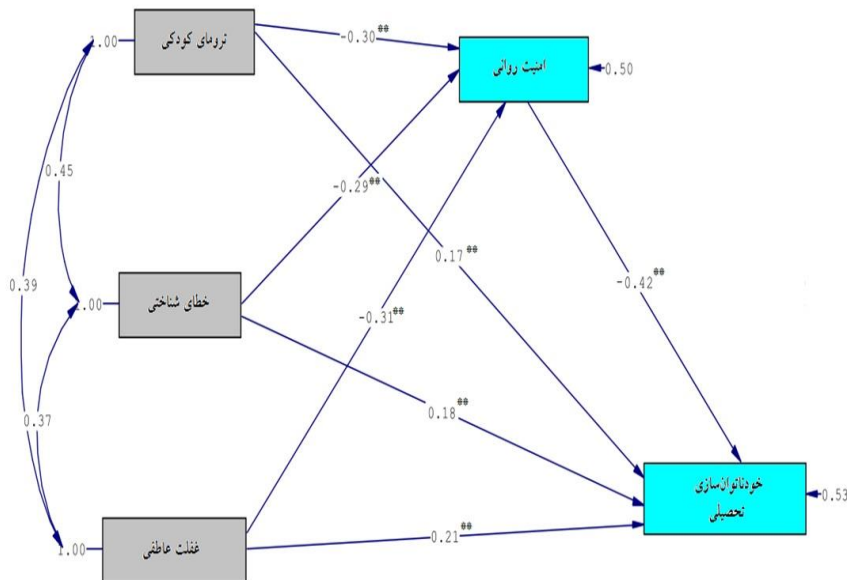 ترومای کودکی
1.00
-0.30**
امنیت روانی
0.50
0.45
-0.29**
0.17**
0.39
خطای شناختی
1.00
-0.31**
-0.42**
0.37
0.18**
خودناتوان‌سازی
تحصیلی
0.53
غفلت عاطفی
1.00
0.21**